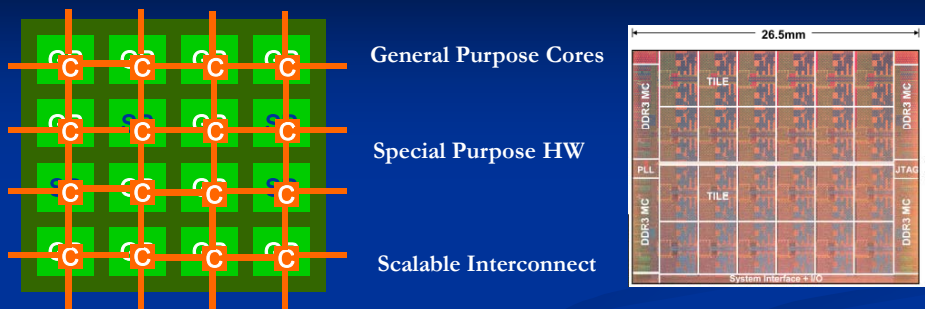 C C C C
C C C C
C C C C
C C C C
General Purpose Cores
Special Purpose HW
Scalable Interconnect
26.5mm
TILE
DDR3 MC
DDR3 MC
PLL
JTAG
TILE
DDR3 MC
DDR3 MC
System Interface + I/O